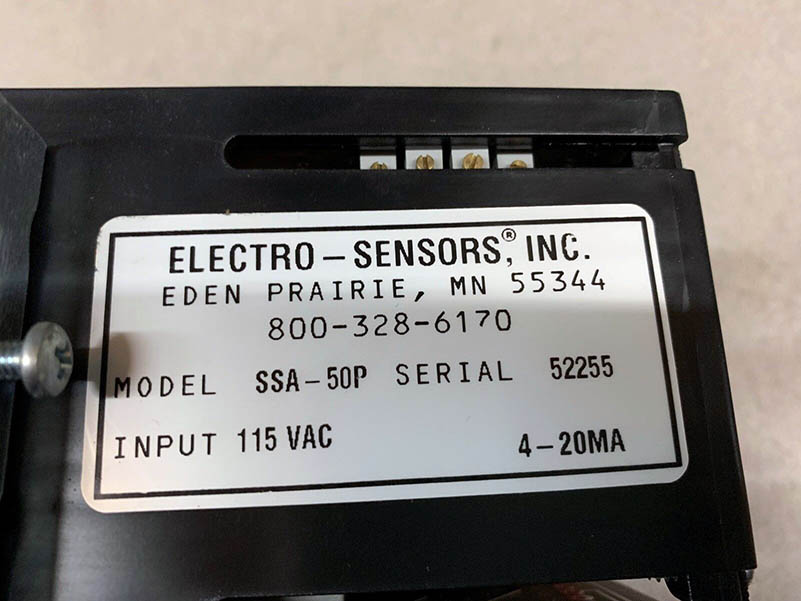 ELECTRO-SENSORS®, INC.
EDEN PRAIRIE, MN 55344
800-328-6170
MODEL SSA-50P SERIAL 52255
INPUT 115 VAC 4-20MA